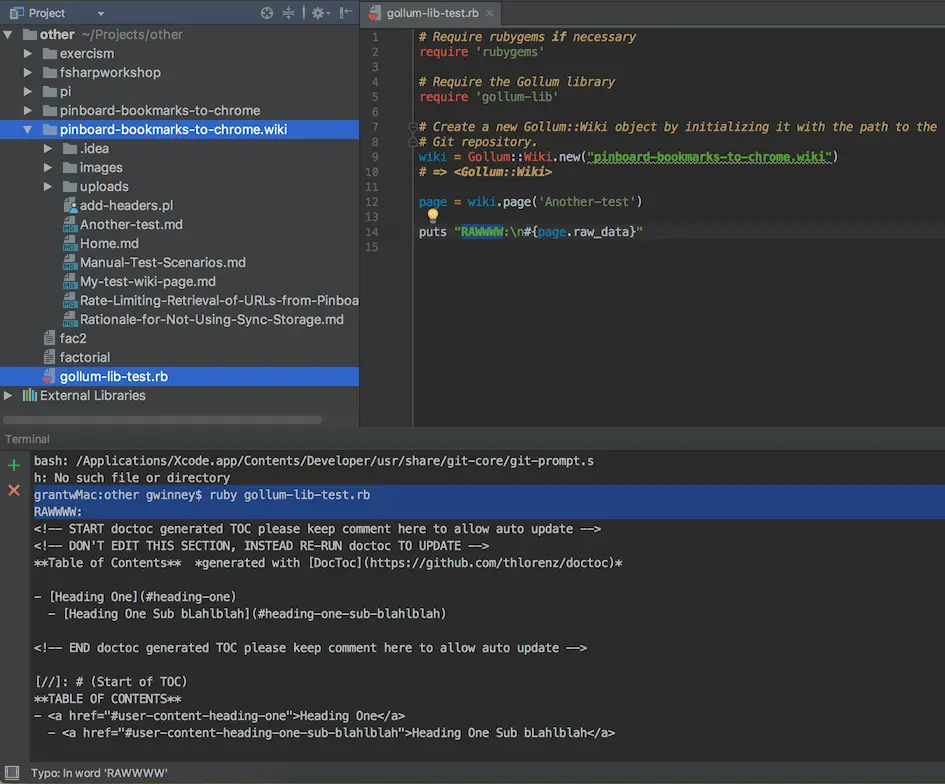 Project
other ~/Projects/other
exercism
fsharpworkshop
pi
pinboard-bookmarks-to-chrome
pinboard-bookmarks-to-chrome.wiki
.idea
images
uploads
add-headers.pl
Another-test.md
Home.md
Manual-Test-Scenarios.md
My-test-wiki-page.md
Rate-Limiting-Retrieval-of-URLs-from-Pinboa
Rationale-for-Not-Using-Sync-Storage.md
fac2
factorial
gollum-lib-test.rb
External Libraries
gollum-lib-test.rb
1 # Require rubygems if necessary
2 require 'rubygems'
3
4 # Require the Gollum library
5 require 'gollum-lib'
6
7 # Create a new Gollum::Wiki object by initializing it with the path to the
8 # Git repository.
9 wiki = Gollum::Wiki.new("pinboard-bookmarks-to-chrome.wiki")
10 # => <Gollum::Wiki>
11
12 page = wiki.page('Another-test')
13
14 puts "RAWWWW:\n#{page.raw_data}"
15
Terminal
bash: /Applications/Xcode.app/Contents/Developer/usr/share/git-core/git-prompt.s
h: No such file or directory
grantwMac:other gwinney$ ruby gollum-lib-test.rb
RAWWWW:
<!-- START doctoc generated TOC please keep comment here to allow auto update -->
<!-- DON'T EDIT THIS SECTION, INSTEAD RE-RUN doctoc TO UPDATE -->
**Table of Contents**  *generated with [DocToc](https://github.com/thlorenz/doctoc)*
- [Heading One](#heading-one)
- [Heading One Sub bLahlblah](#heading-one-sub-blahlblah)
<!-- END doctoc generated TOC please keep comment here to allow auto update -->
[//]: # (Start of TOC)
**TABLE OF CONTENTS**
- <a href="#user-content-heading-one">Heading One</a>
- <a href="#user-content-heading-one-sub-blahlblah">Heading One Sub bLahlblah</a>
Typo: In word 'RAWWWW'